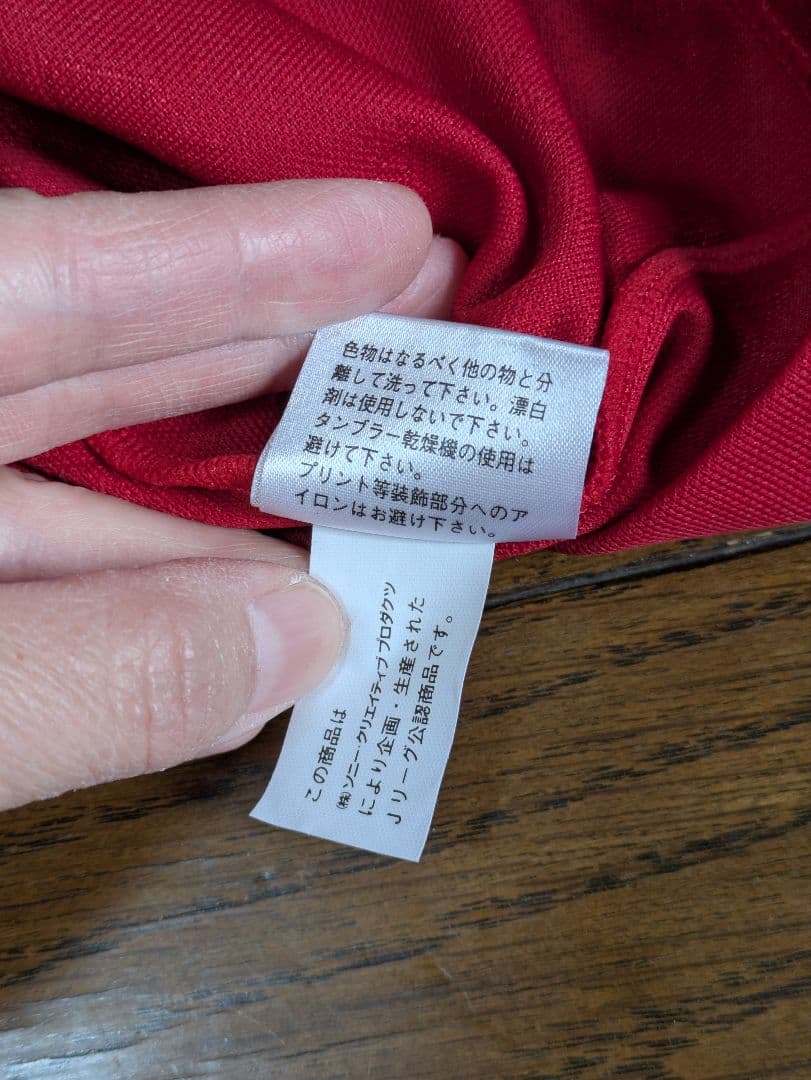 色物はなるべく他の物と分
離して洗って下さい。漂白
剤は使用しないで下さい。
タンブラー乾燥機の使用は
避けて下さい。
プリント等装飾部分へのア
イロンはお避け下さい。
この商品は
㈱ソニー・クリエイティブプロダクツ
により企画・生産された
Jリーグ公認商品です。